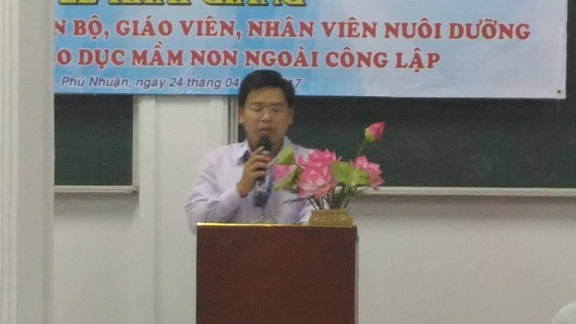 GIẢNG
BỘ, GIÁO VIÊN, NHÂN VIÊN NUÔI DƯỠNG
DỤC MẦM NON NGOÀI CÔNG LẬP
Phú Nhuận, ngày 24 tháng 04